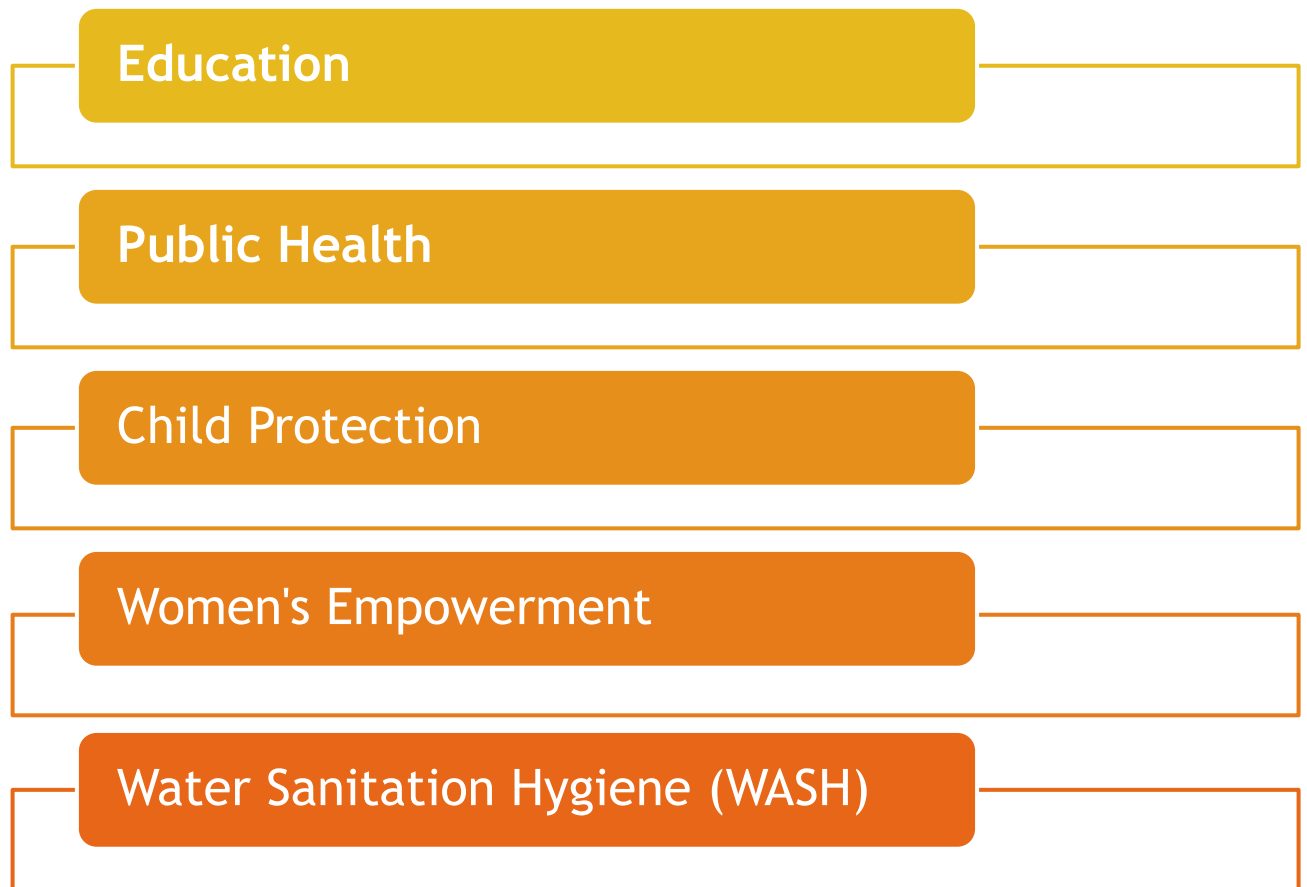 Education
Public Health
Child Protection
Women's Empowerment
Water Sanitation Hygiene (WASH)